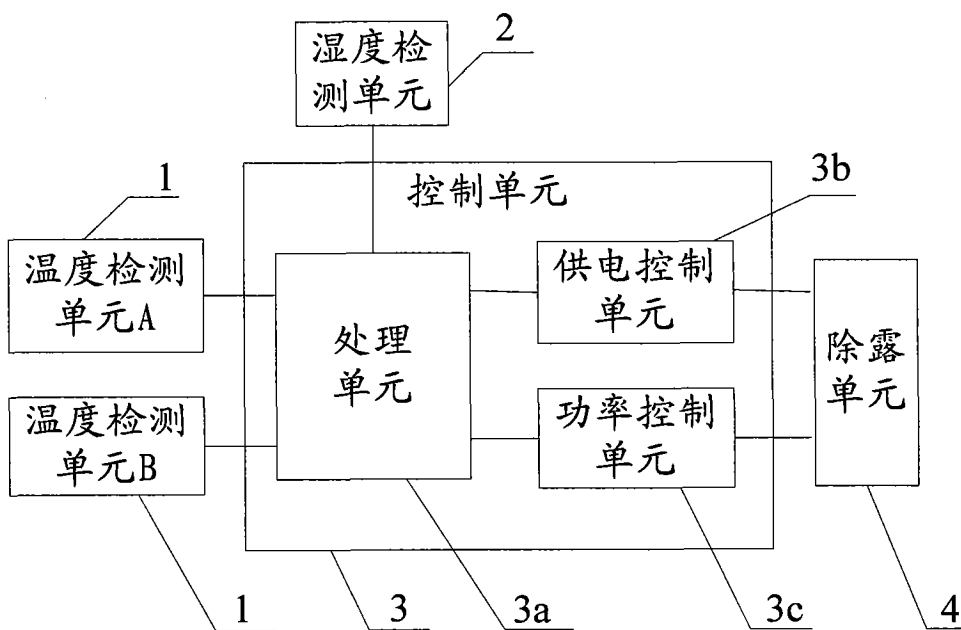 2
湿度检
测单元
1
控制单元
3b
温度检测
单元A
供电控制
单元
处理
单元
除露
单元
温度检测
单元B
功率控制
单元
1
3
3a
3c
4